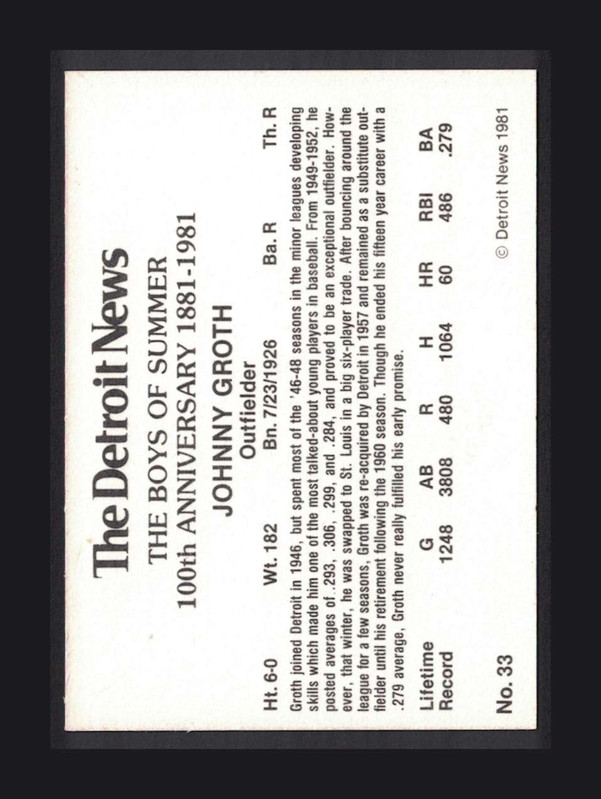 The Detroit News
THE BOYS OF SUMMER
100th ANNIVERSARY 1881-1981
JOHNNY GROTH
Outfielder
Ht. 6-0 Wt. 182 Bn. 7/23/1926 Ba. R Th. R
Groth joined Detroit in 1946, but spent most of the '46-48 seasons in the minor leagues developing
skills which made him one of the most talked-about young players in baseball. From 1949-1952, he
posted averages of .293, .306, .299, and .284, and proved to be an exceptional outfielder. How-
ever, that winter, he was swapped to St. Louis in a big six-player trade. After bouncing around the
league for a few seasons, Groth was re-acquired by Detroit in 1957 and remained as a substitute out-
fielder until his retirement following the 1960 season. Though he ended his fifteen year career with a
.279 average, Groth never really fulfilled his early promise.
Lifetime G AB R H HR RBI BA
Record 1248 3808 480 1064 60 486 .279
No. 33 © Detroit News 1981